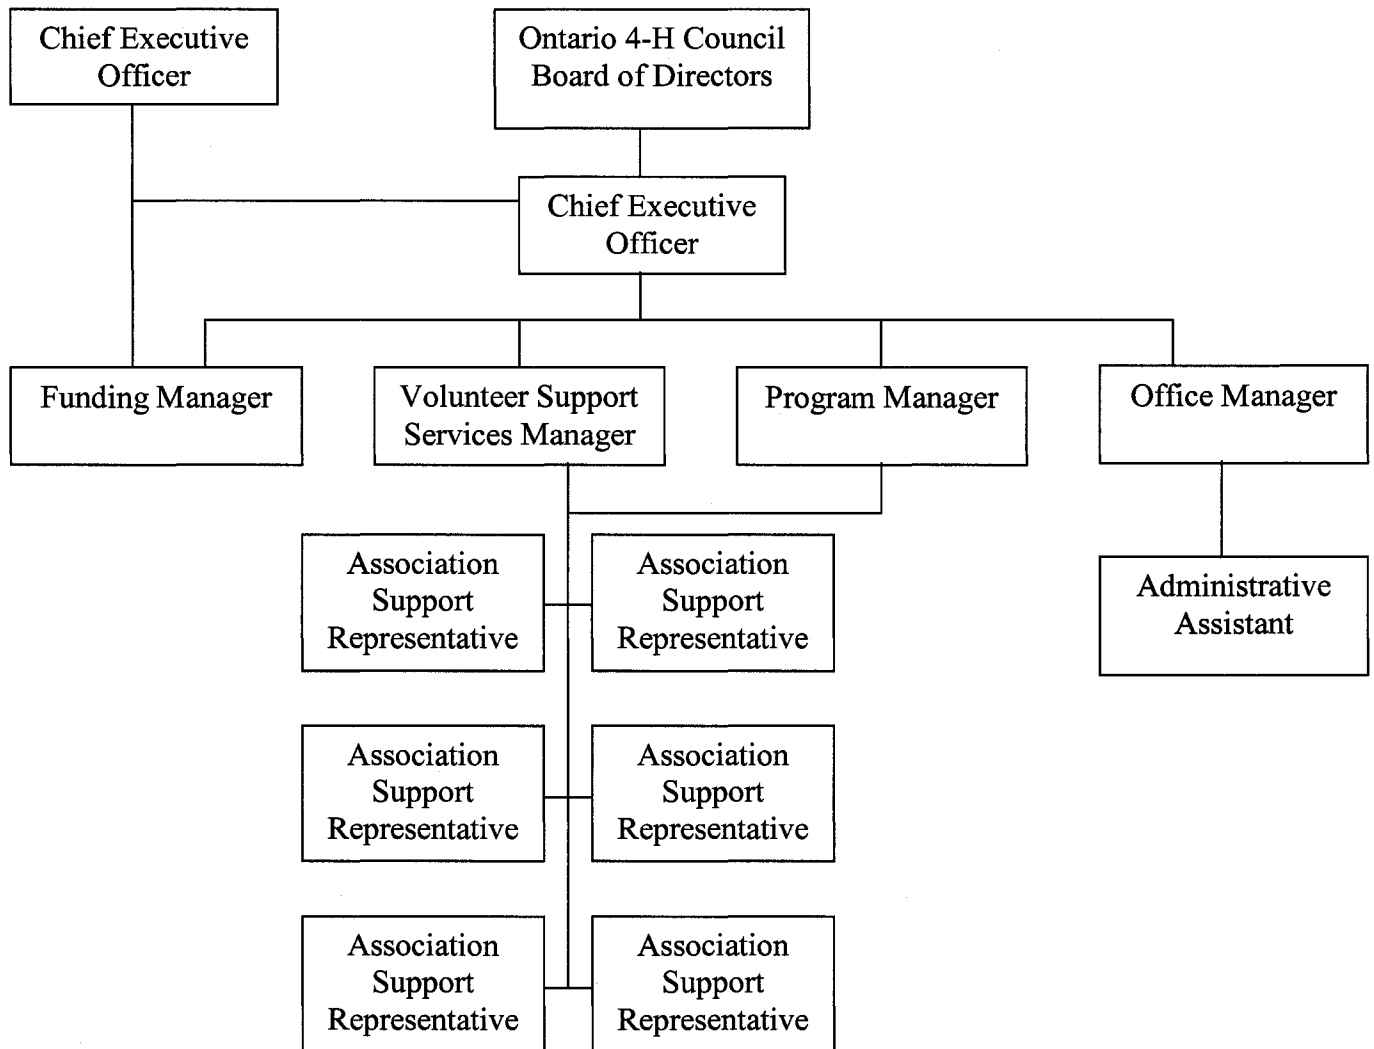 Chief Executive
Officer
Ontario 4-H Council
Board of Directors
Chief Executive
Officer
Funding Manager
Volunteer Support
Services Manager
Program Manager
Office Manager
Association
Support
Representative
Association
Support
Representative
Administrative
Assistant
Association
Support
Representative
Association
Support
Representative
Association
Support
Representative
Association
Support
Representative